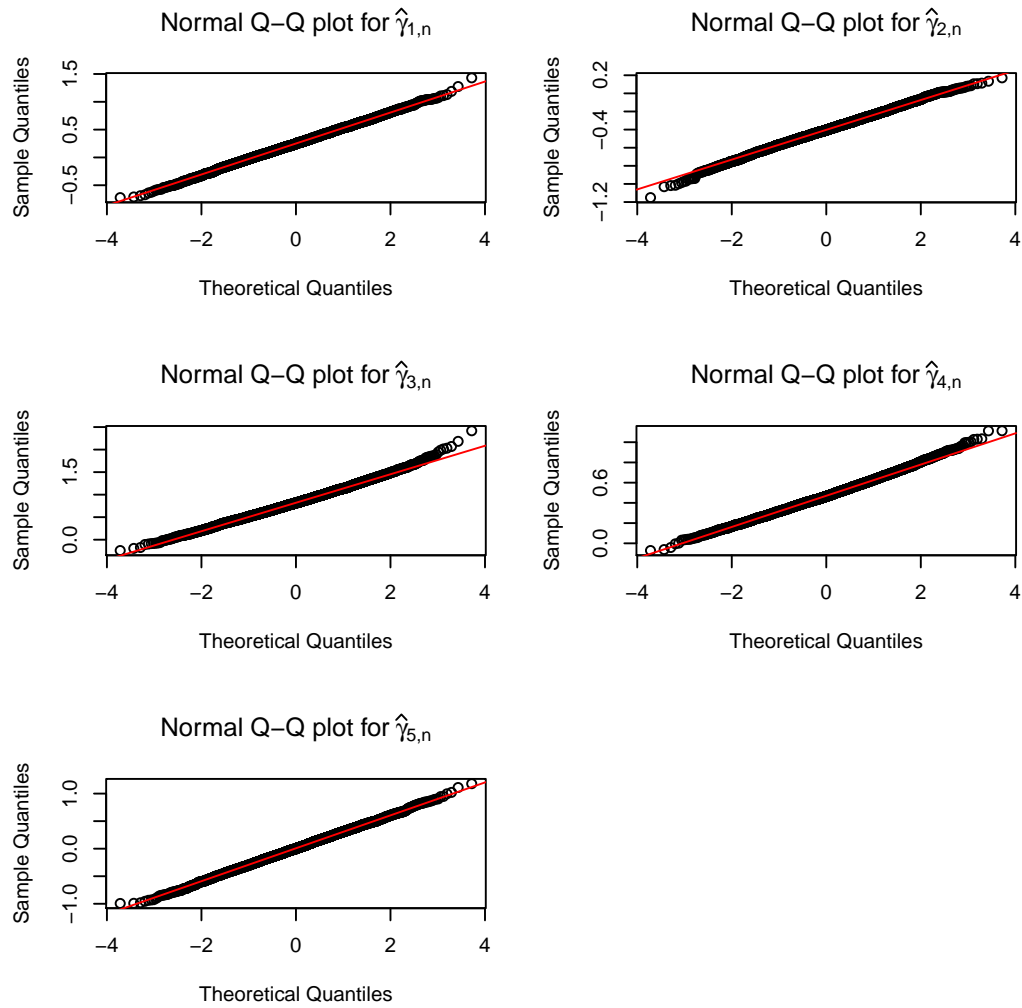 Normal Q−Q plot for γ̂1,n
Sample Quantiles
−0.5 0.5 1.5
−4 −2 0 2 4
Theoretical Quantiles
Normal Q−Q plot for γ̂2,n
Sample Quantiles
−1.2 −0.4 0.2
−4 −2 0 2 4
Theoretical Quantiles
Normal Q−Q plot for γ̂3,n
Sample Quantiles
0.0 1.5
−4 −2 0 2 4
Theoretical Quantiles
Normal Q−Q plot for γ̂4,n
Sample Quantiles
0.0 0.6
−4 −2 0 2 4
Theoretical Quantiles
Normal Q−Q plot for γ̂5,n
Sample Quantiles
−1.0 0.0 1.0
−4 −2 0 2 4
Theoretical Quantiles